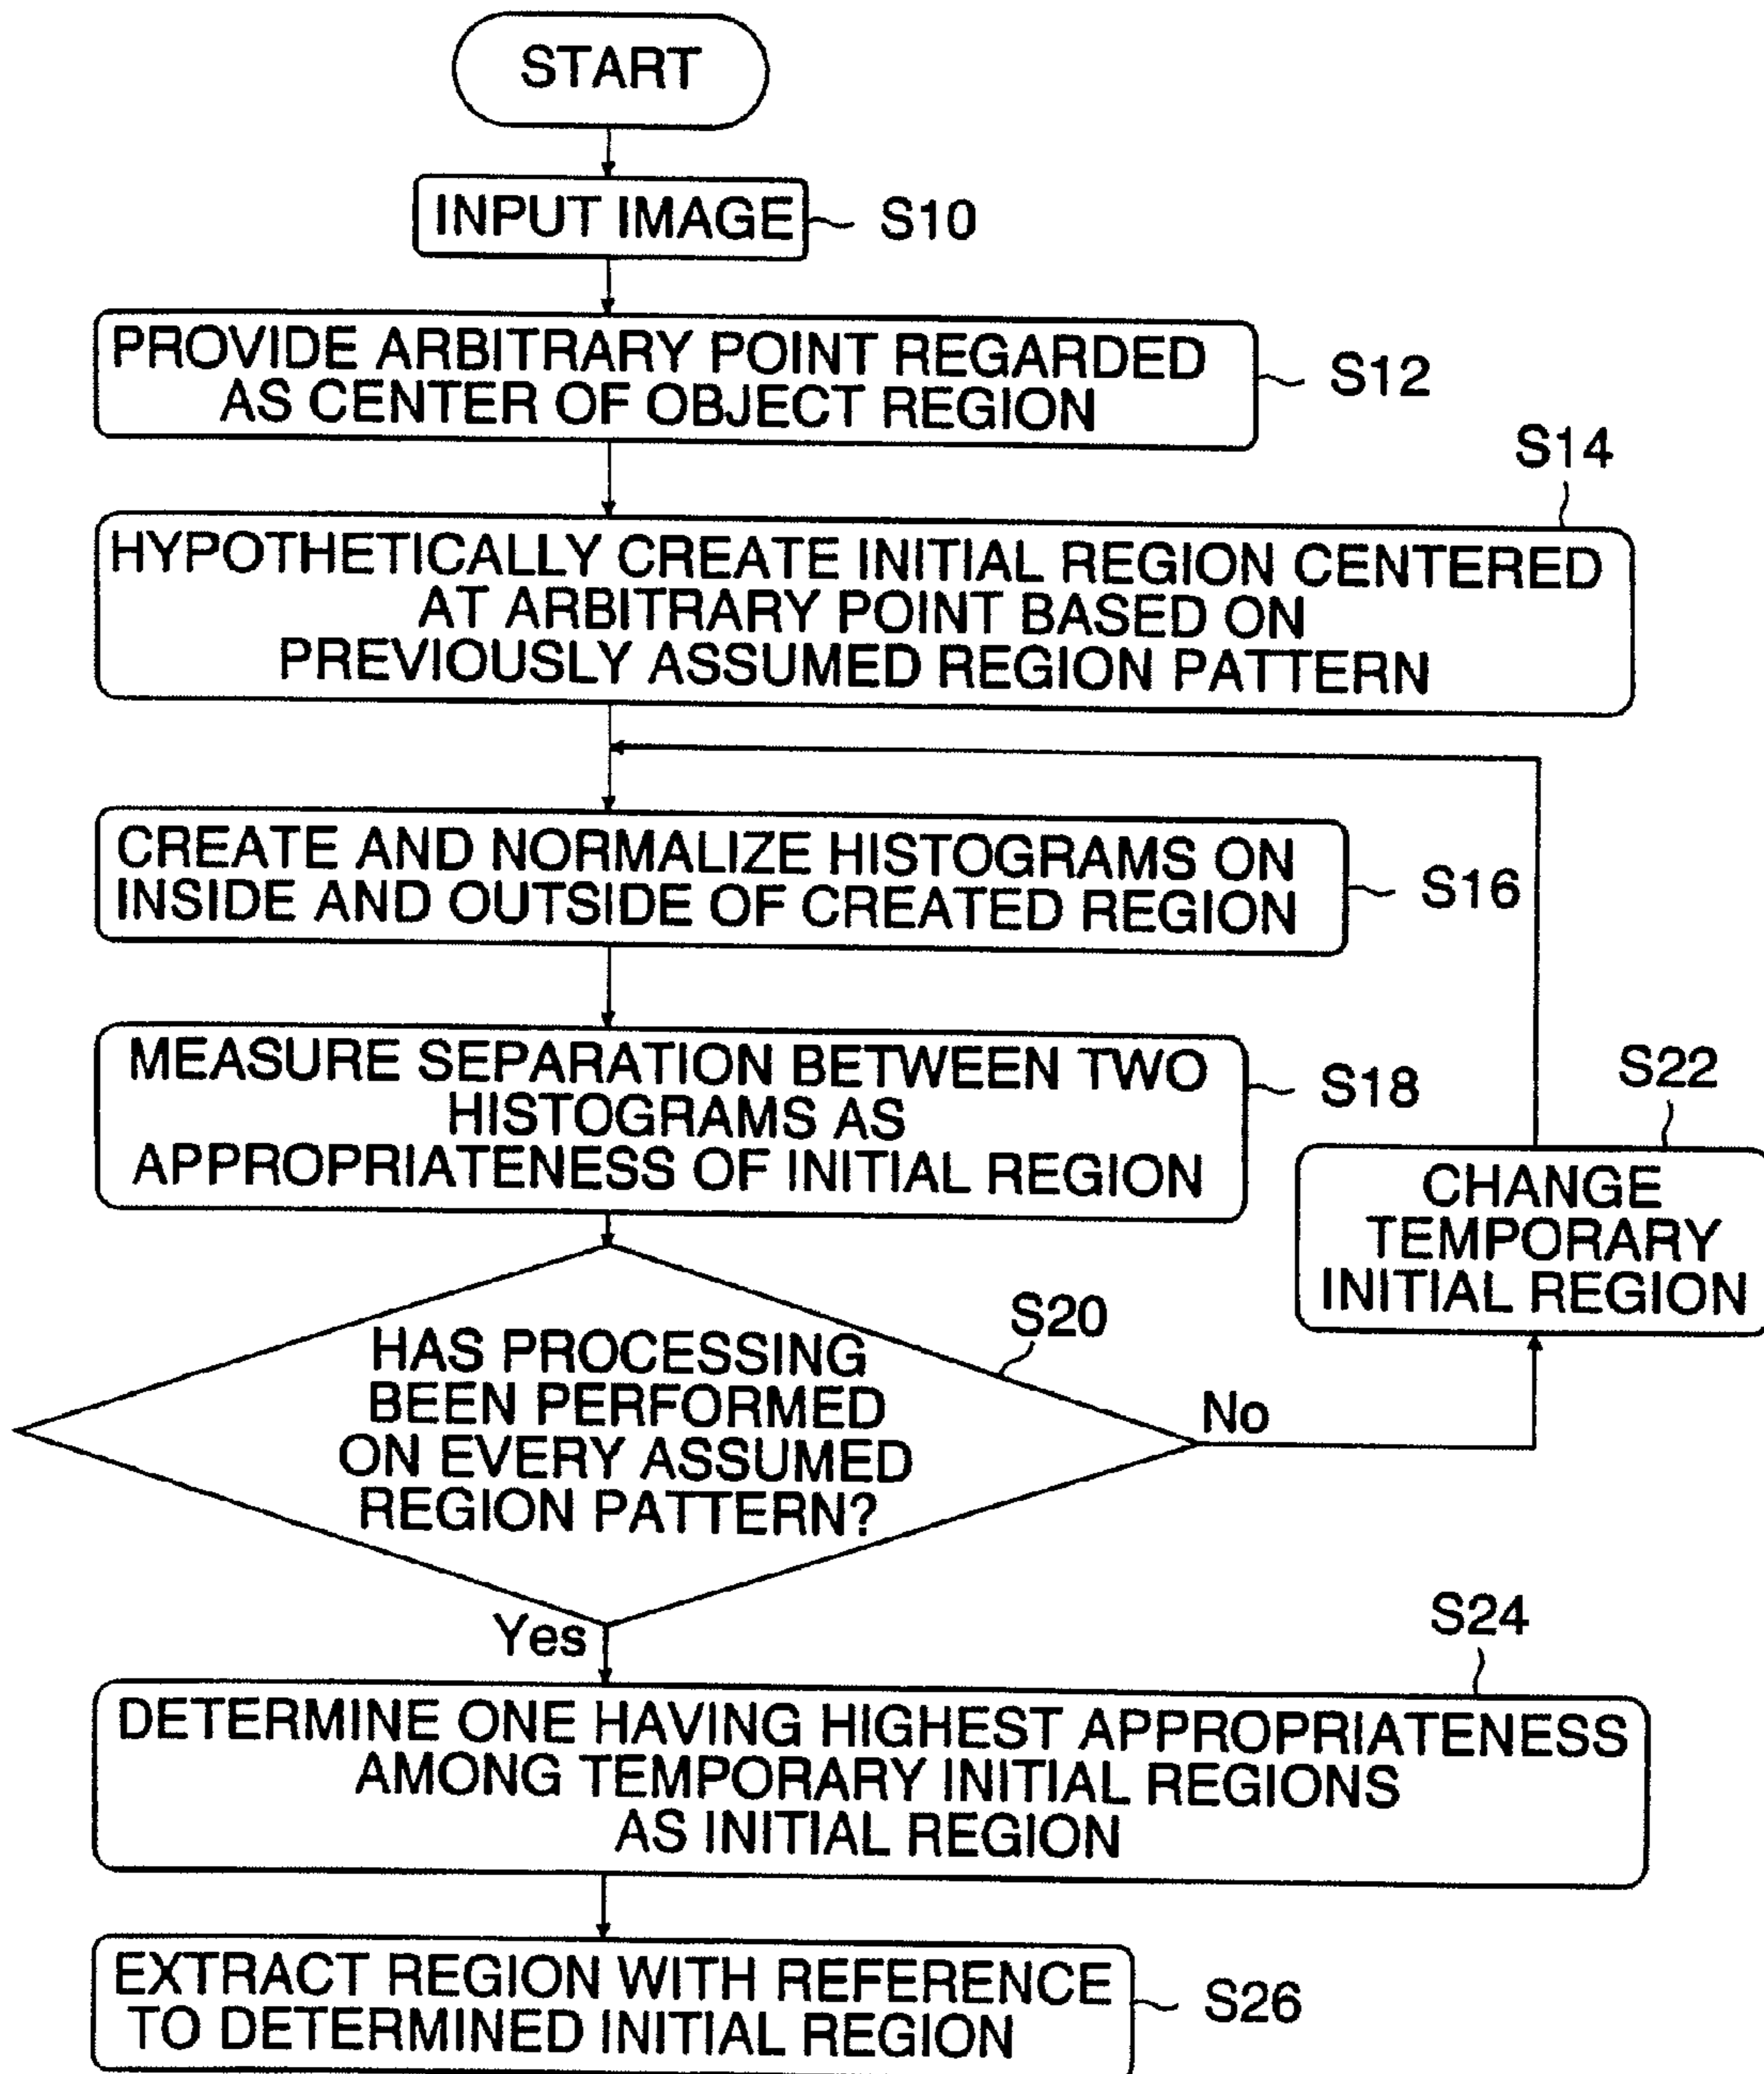 START
INPUT IMAGE
S10
PROVIDE ARBITRARY POINT REGARDED
AS CENTER OF OBJECT REGION
S12
S14
HYPOTHETICALLY CREATE INITIAL REGION CENTERED
AT ARBITRARY POINT BASED ON
PREVIOUSLY ASSUMED REGION PATTERN
CREATE AND NORMALIZE HISTOGRAMS ON
INSIDE AND OUTSIDE OF CREATED REGION
S16
MEASURE SEPARATION BETWEEN TWO
HISTOGRAMS AS
APPROPRIATENESS OF INITIAL REGION
S18
S22
CHANGE
TEMPORARY
INITIAL REGION
S20
HAS PROCESSING
BEEN PERFORMED
ON EVERY ASSUMED
REGION PATTERN?
No
Yes
S24
DETERMINE ONE HAVING HIGHEST APPROPRIATENESS
AMONG TEMPORARY INITIAL REGIONS
AS INITIAL REGION
EXTRACT REGION WITH REFERENCE
TO DETERMINED INITIAL REGION
S26